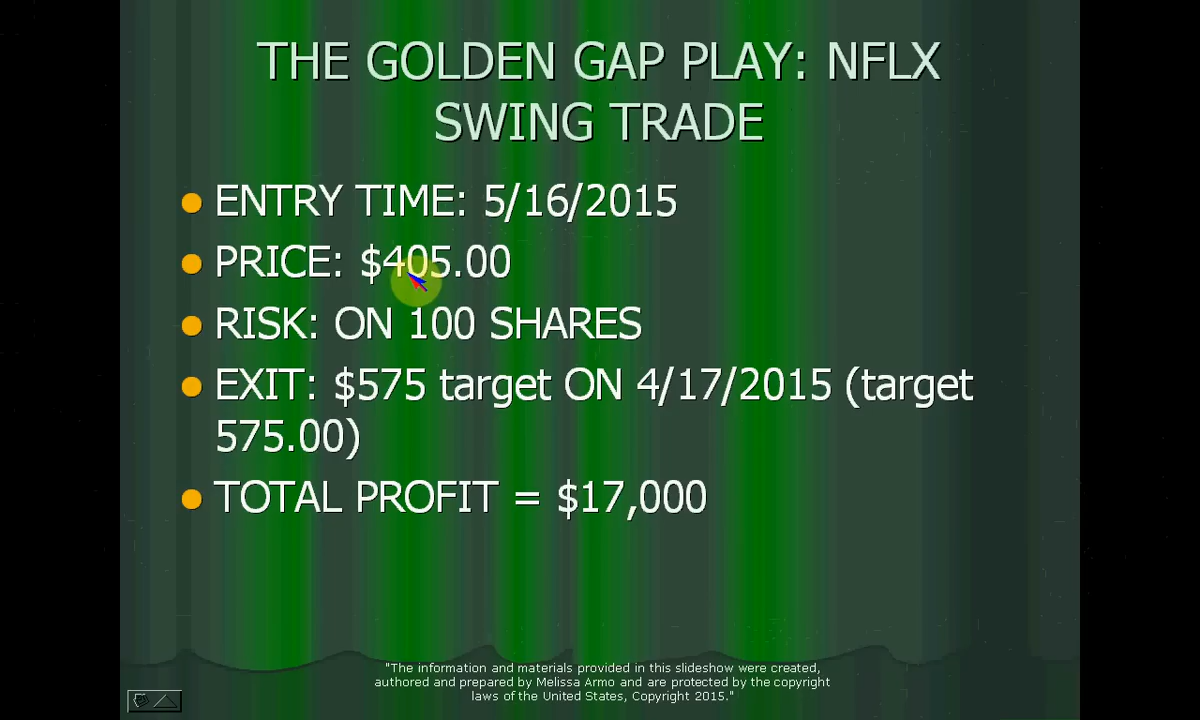 THE GOLDEN GAP PLAY: NFLX
SWING TRADE
ENTRY TIME: 5/16/2015
PRICE: $405.00
RISK: ON 100 SHARES
EXIT: $575 target ON 4/17/2015 (target
575.00)
TOTAL PROFIT = $17,000
"The information and materials provided in this slideshow were created,
authored and prepared by Melissa Armo and are protected by the copyright
laws of the United States, Copyright 2015."